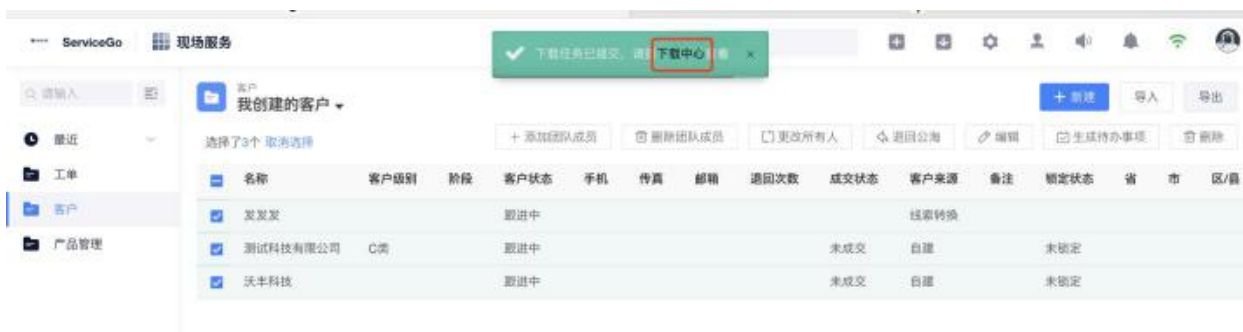 ServiceGo 现场服务
下载任务已提交，请到 下载中心 查看 ×
请输入
客户
我创建的客户
+ 新建 导入 导出
最近
选择了3个 取消选择
+ 添加团队成员 删除团队成员 更改所有人 退回公海 编辑 生成待办事项 删除
工单
客户
产品管理
名称 客户级别 阶段 客户状态 手机 传真 邮箱 退回次数 成交状态 客户来源 备注 锁定状态 省 市 区/县
发发发 跟进中 线索转换
测试科技有限公司 C类 跟进中 未成交 自建 未锁定
沃丰科技 跟进中 未成交 自建 未锁定